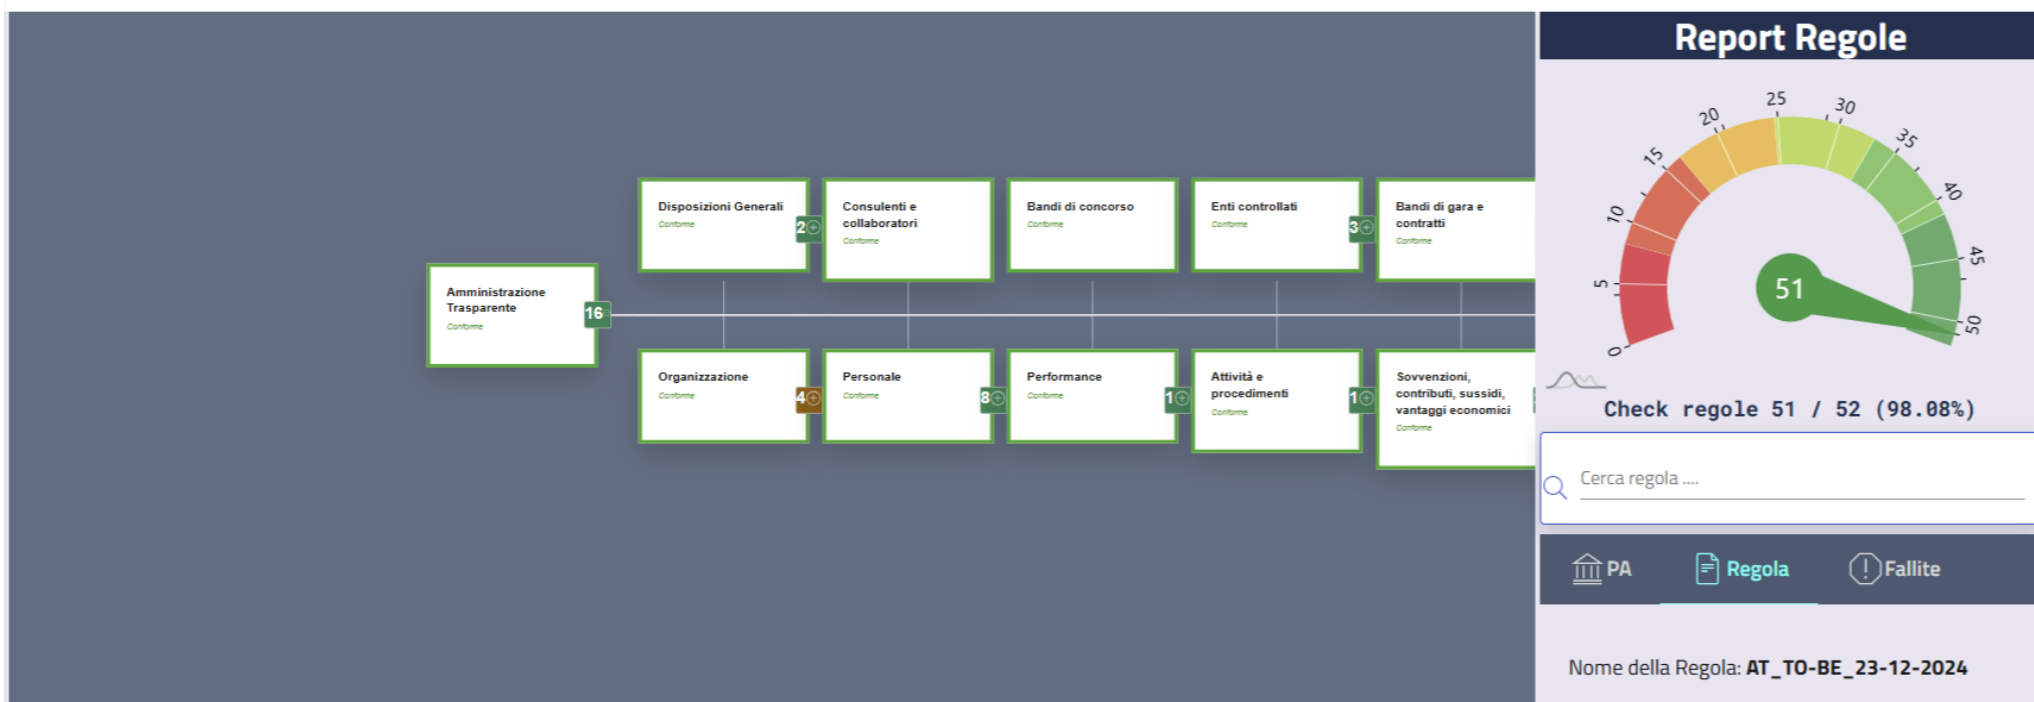 Report Regole
0
5
10
15
20
25
30
35
40
45
50
51
Check regole 51 / 52 (98.08%)
Cerca regola ....
PA
Regola
Fallite
Nome della Regola: AT_TO-BE_23-12-2024
Amministrazione
Trasparente
Conforme
16
Disposizioni Generali
Conforme
2
Consulenti e
collaboratori
Conforme
Bandi di concorso
Conforme
Enti controllati
Conforme
3
Bandi di gara e
contratti
Conforme
Organizzazione
Conforme
4
Personale
Conforme
8
Performance
Conforme
1
Attività e
procedimenti
Conforme
1
Sovvenzioni,
contributi, sussidi,
vantaggi economici
Conforme